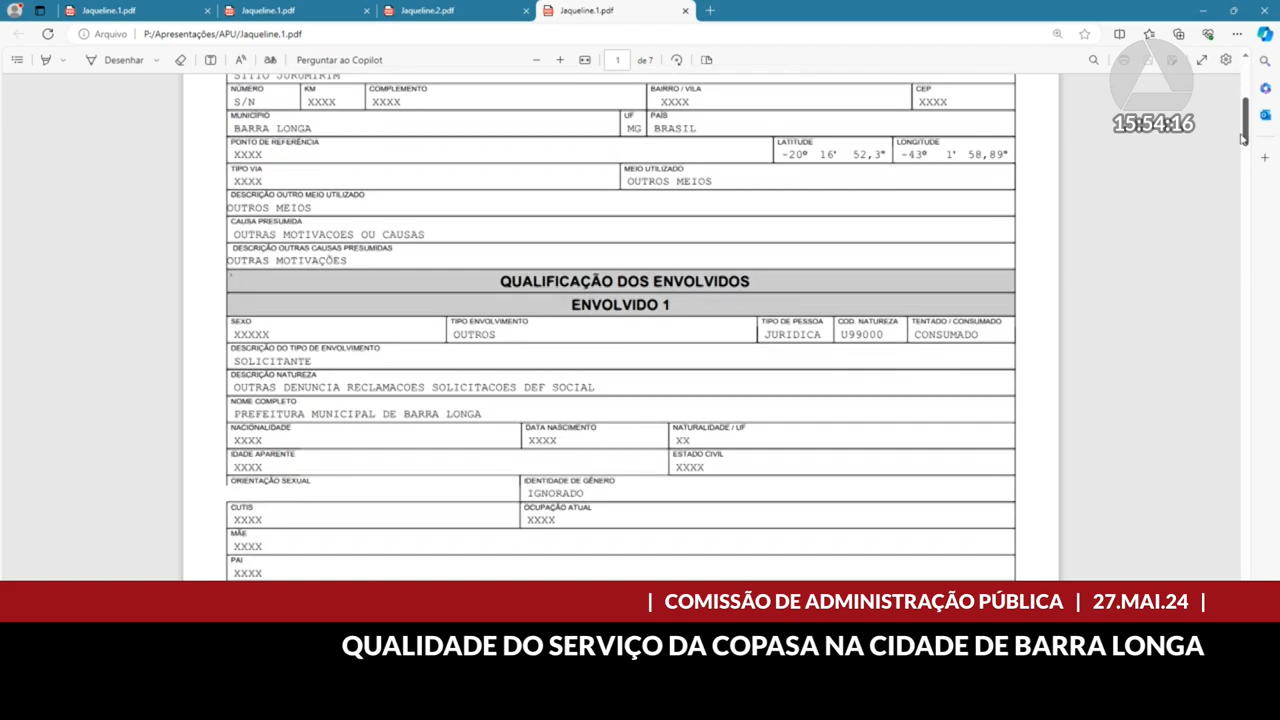 Jaqueline.1.pdf
Jaqueline.1.pdf
Jaqueline.2.pdf
Jaqueline.1.pdf
Arquivo
P:/Apresentações/APU/Jaqueline.1.pdf
Desenhar
Perguntar ao Copilot
1 de 7
15:54:16
SITIO JURUMIRIM
NÚMERO KM COMPLEMENTO BAIRRO / VILA CEP
S/N XXXX XXXX XXXX XXXX
MUNICÍPIO UF PAÍS
BARRA LONGA MG BRASIL
PONTO DE REFERÊNCIA LATITUDE LONGITUDE
XXXX -20º 16' 52,3" -43º 1' 58,89"
TIPO VIA MEIO UTILIZADO
XXXX OUTROS MEIOS
DESCRIÇÃO OUTRO MEIO UTILIZADO
OUTROS MEIOS
CAUSA PRESUMIDA
OUTRAS MOTIVACOES OU CAUSAS
DESCRIÇÃO OUTRAS CAUSAS PRESUMIDAS
OUTRAS MOTIVAÇÕES
QUALIFICAÇÃO DOS ENVOLVIDOS
ENVOLVIDO 1
SEXO TIPO ENVOLVIMENTO TIPO DE PESSOA COD. NATUREZA TENTADO / CONSUMADO
XXXXX OUTROS JURIDICA U99000 CONSUMADO
DESCRIÇÃO DO TIPO DE ENVOLVIMENTO
SOLICITANTE
DESCRIÇÃO NATUREZA
OUTRAS DENUNCIA RECLAMACOES SOLICITACOES DEF SOCIAL
NOME COMPLETO
PREFEITURA MUNICIPAL DE BARRA LONGA
NACIONALIDADE DATA NASCIMENTO NATURALIDADE / UF
XXXX XXXX XX
IDADE APARENTE ESTADO CIVIL
XXXX XXXX
ORIENTAÇÃO SEXUAL IDENTIDADE DE GÊNERO
IGNORADO
CUTIS OCUPAÇÃO ATUAL
XXXX XXXX
MÃE
XXXX
PAI
XXXX
| COMISSÃO DE ADMINISTRAÇÃO PÚBLICA | 27.MAI.24 |
QUALIDADE DO SERVIÇO DA COPASA NA CIDADE DE BARRA LONGA